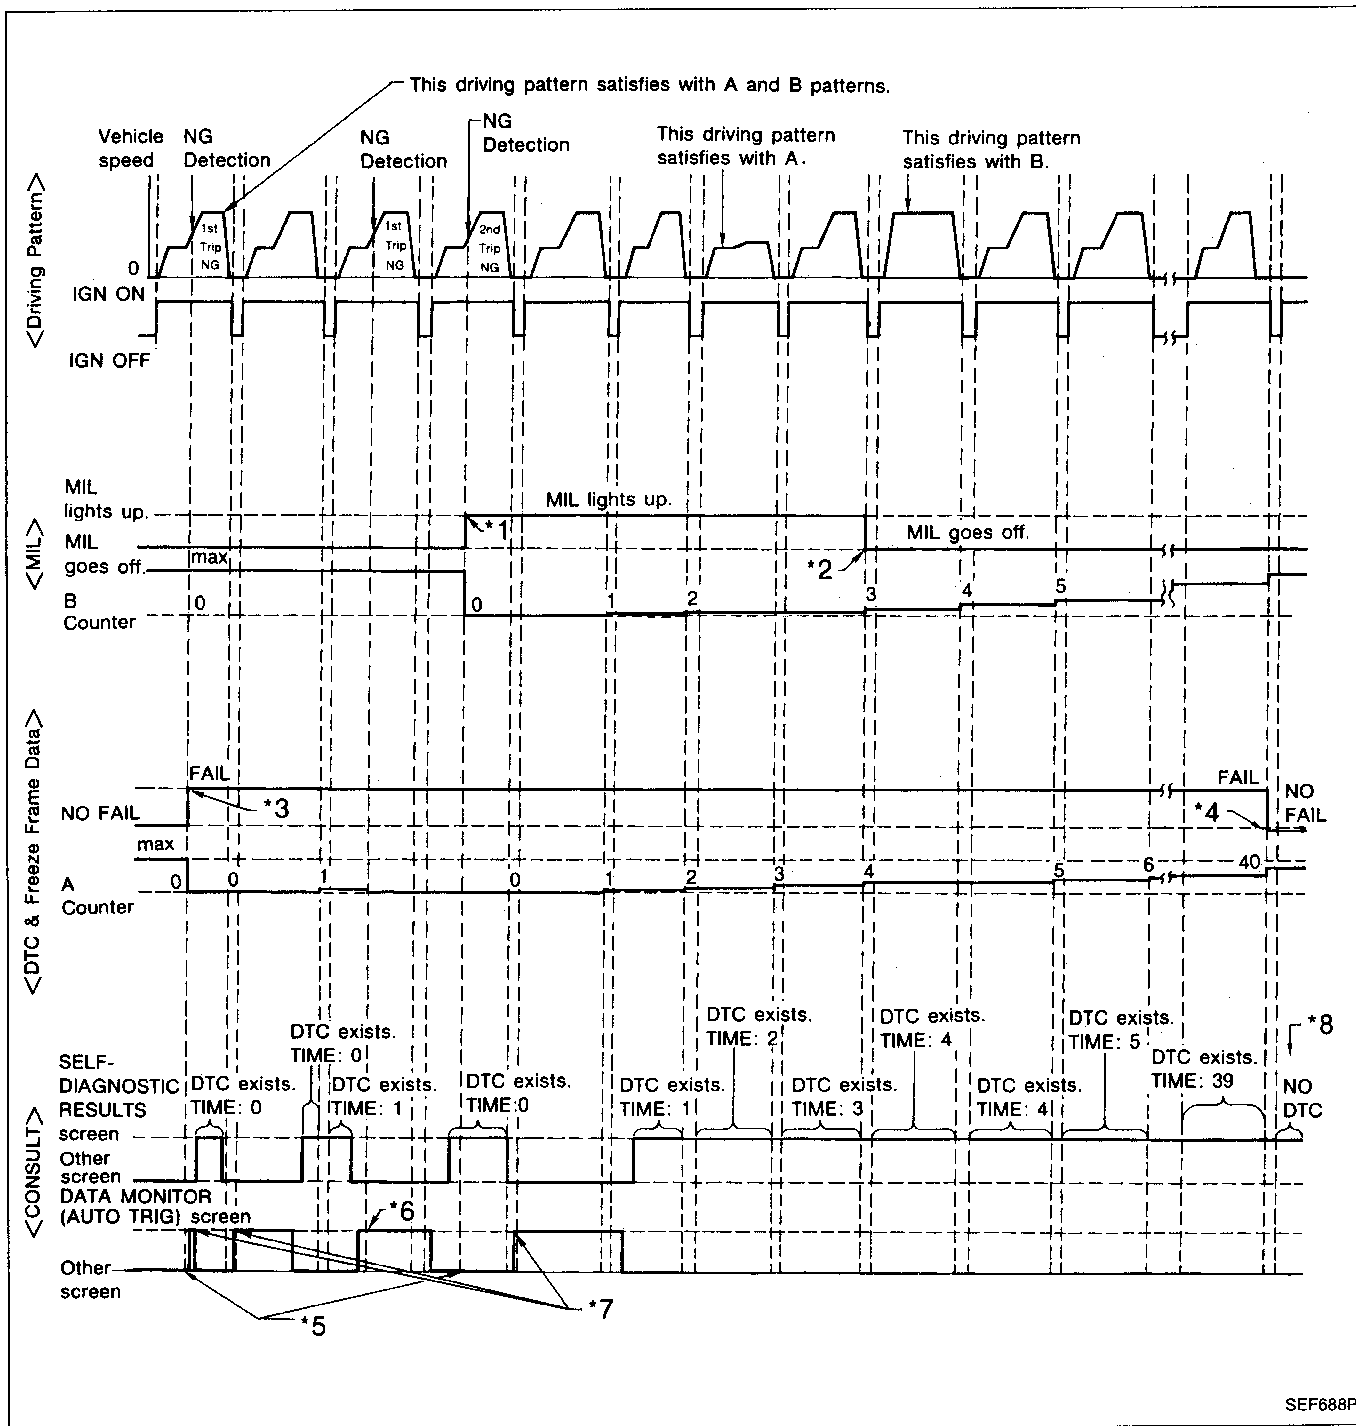 This driving pattern satisfies with A and B patterns.
Vehicle speed
NG Detection
NG Detection
NG Detection
This driving pattern satisfies with A.
This driving pattern satisfies with B.
<Driving Pattern>
1st Trip NG
1st Trip NG
2nd Trip NG
0
IGN ON
IGN OFF
<MIL>
MIL lights up.
MIL lights up.
*1
MIL goes off.
MIL goes off.
*2
max
B Counter
0
0
1
2
3
4
5
<DTC & Freeze Frame Data>
FAIL
FAIL
NO FAIL
*3
*4
NO FAIL
max
A Counter
0
0
1
0
1
2
3
4
5
6
40
<CONSULT>
SELF-DIAGNOSTIC RESULTS screen
DTC exists. TIME: 0
DTC exists. TIME: 0
DTC exists. TIME: 1
DTC exists. TIME:0
DTC exists. TIME: 1
DTC exists. TIME: 2
DTC exists. TIME: 3
DTC exists. TIME: 4
DTC exists. TIME: 4
DTC exists. TIME: 5
DTC exists. TIME: 39
*8
NO DTC
Other screen
DATA MONITOR (AUTO TRIG) screen
*6
Other screen
*5
*7
SEF688P